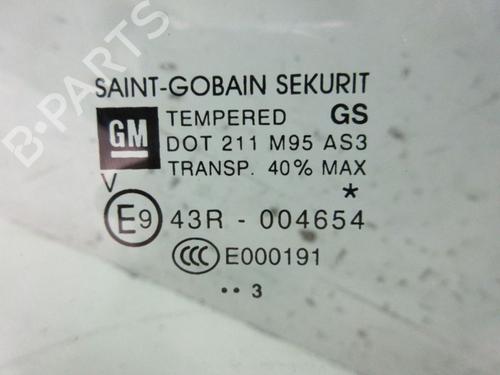 SAINT-GOBAIN SEKURIT
GM
TEMPERED GS
DOT 211 M95 AS3
TRANSP. 40% MAX
V
*
E9 43R - 004654
CCC E000191
•• 3
B-PARTS